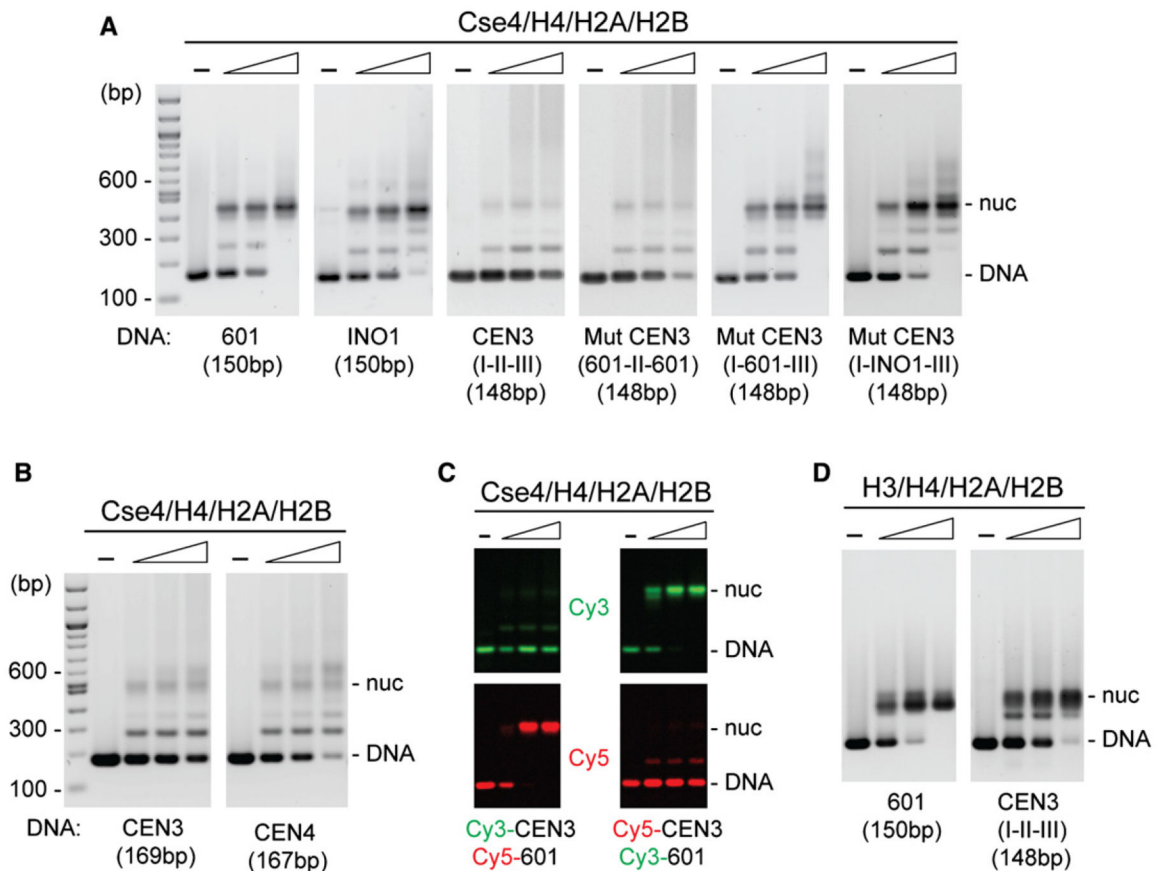 A
Cse4/H4/H2A/H2B
– – – – – –
(bp)
600 -
300 -
100 -
- nuc
- DNA
DNA: 601 INO1 CEN3 Mut CEN3 Mut CEN3 Mut CEN3
(150bp) (150bp) (I-II-III) (601-II-601) (I-601-III) (I-INO1-III)
(148bp) (148bp) (148bp) (148bp)
B
Cse4/H4/H2A/H2B
– –
(bp)
600 -
300 -
100 -
- nuc
- DNA
DNA: CEN3 CEN4
(169bp) (167bp)
C
Cse4/H4/H2A/H2B
– –
Cy3
- nuc
- DNA
Cy5
- nuc
- DNA
Cy3-CEN3 Cy5-CEN3
Cy5-601 Cy3-601
D
H3/H4/H2A/H2B
– –
- nuc
- DNA
601 CEN3
(150bp) (I-II-III)
(148bp)